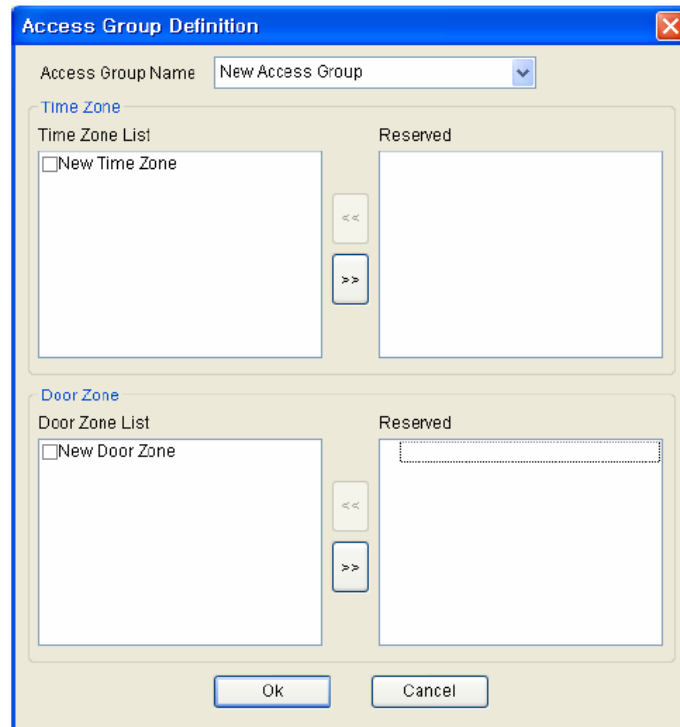 Access Group Definition
Access Group Name New Access Group
Time Zone
Time Zone List Reserved
New Time Zone
<<
>>
Door Zone
Door Zone List Reserved
New Door Zone
<<
>>
Ok Cancel